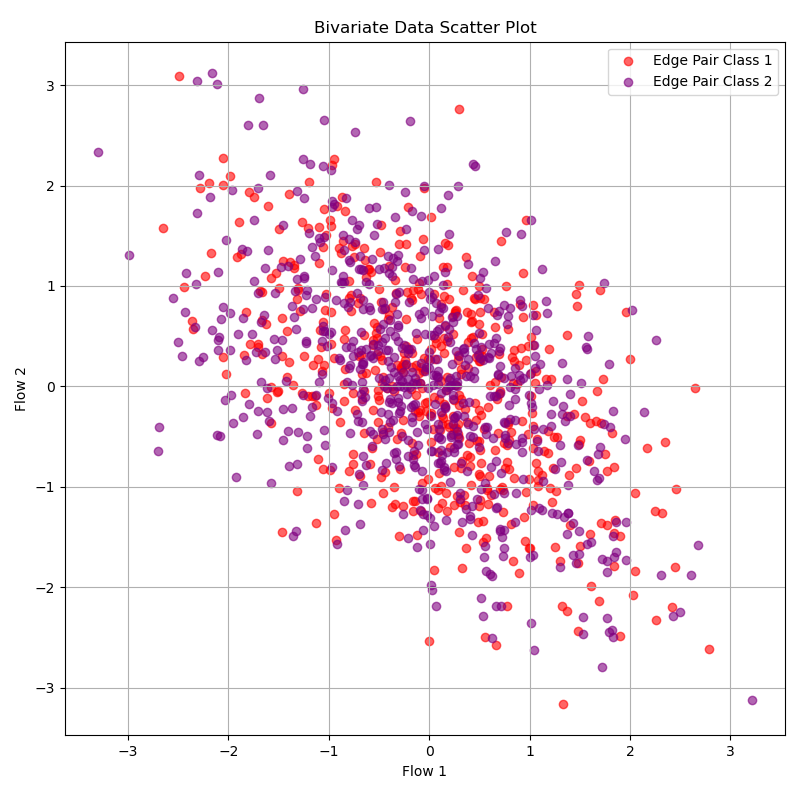 Bivariate Data Scatter Plot
Edge Pair Class 1
Edge Pair Class 2
3
2
1
0
−1
−2
−3
Flow 2
−3 −2 −1 0 1 2 3
Flow 1